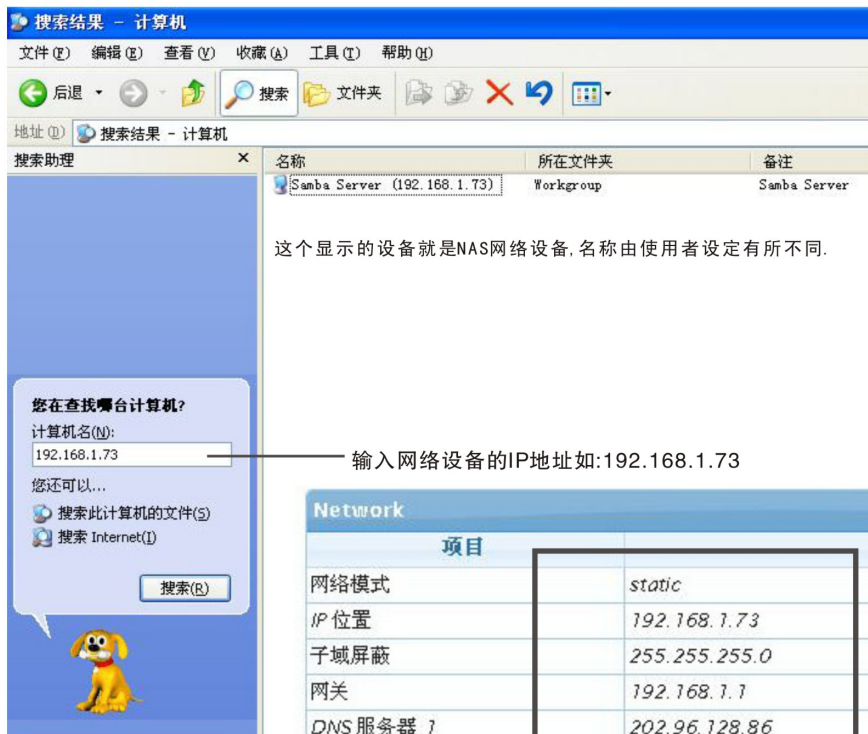 搜索结果 - 计算机
文件(F) 编辑(E) 查看(V) 收藏(A) 工具(T) 帮助(H)
后退 搜索 文件夹
地址(D) 搜索结果 - 计算机
搜索助理
名称 所在文件夹 备注
Samba Server (192.168.1.73) Workgroup Samba Server
这个显示的设备就是NAS网络设备,名称由使用者设定有所不同.
您在查找哪台计算机?
计算机名(N):
192.168.1.73
输入网络设备的IP地址如:192.168.1.73
您还可以...
搜索此计算机的文件(S)
搜索 Internet(I)
搜索(R)
Network
项目
网络模式 static
IP 位置 192.168.1.73
子域屏蔽 255.255.255.0
网关 192.168.1.1
DNS 服务器 1 202.96.128.86